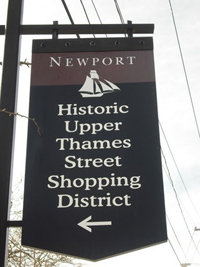 NEWPORT
Historic
Upper
Thames
Street
Shopping
District